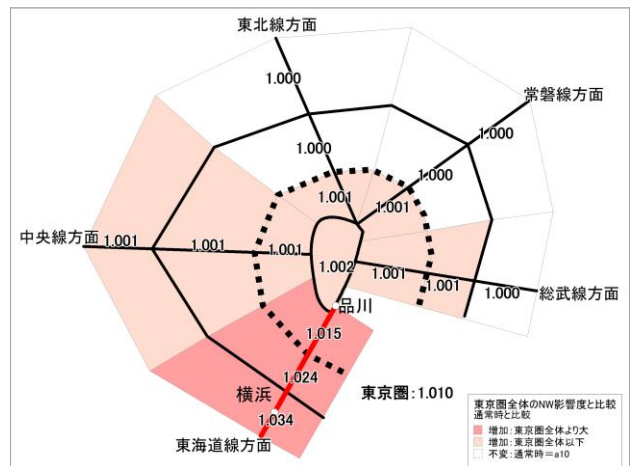 東北線方面
1.000
常磐線方面
1.000
1.000
1.000
1.001
1.001
中央線方面
1.001
1.001
1.001
1.002
1.001
1.001
1.000
総武線方面
品川
1.015
1.024
東京圏:1.010
横浜
1.034
東海道線方面
東京圏全体のNW影響度と比較
通常時と比較
増加:東京圏全体より大
増加:東京圏全体以下
不変:通常時=a10